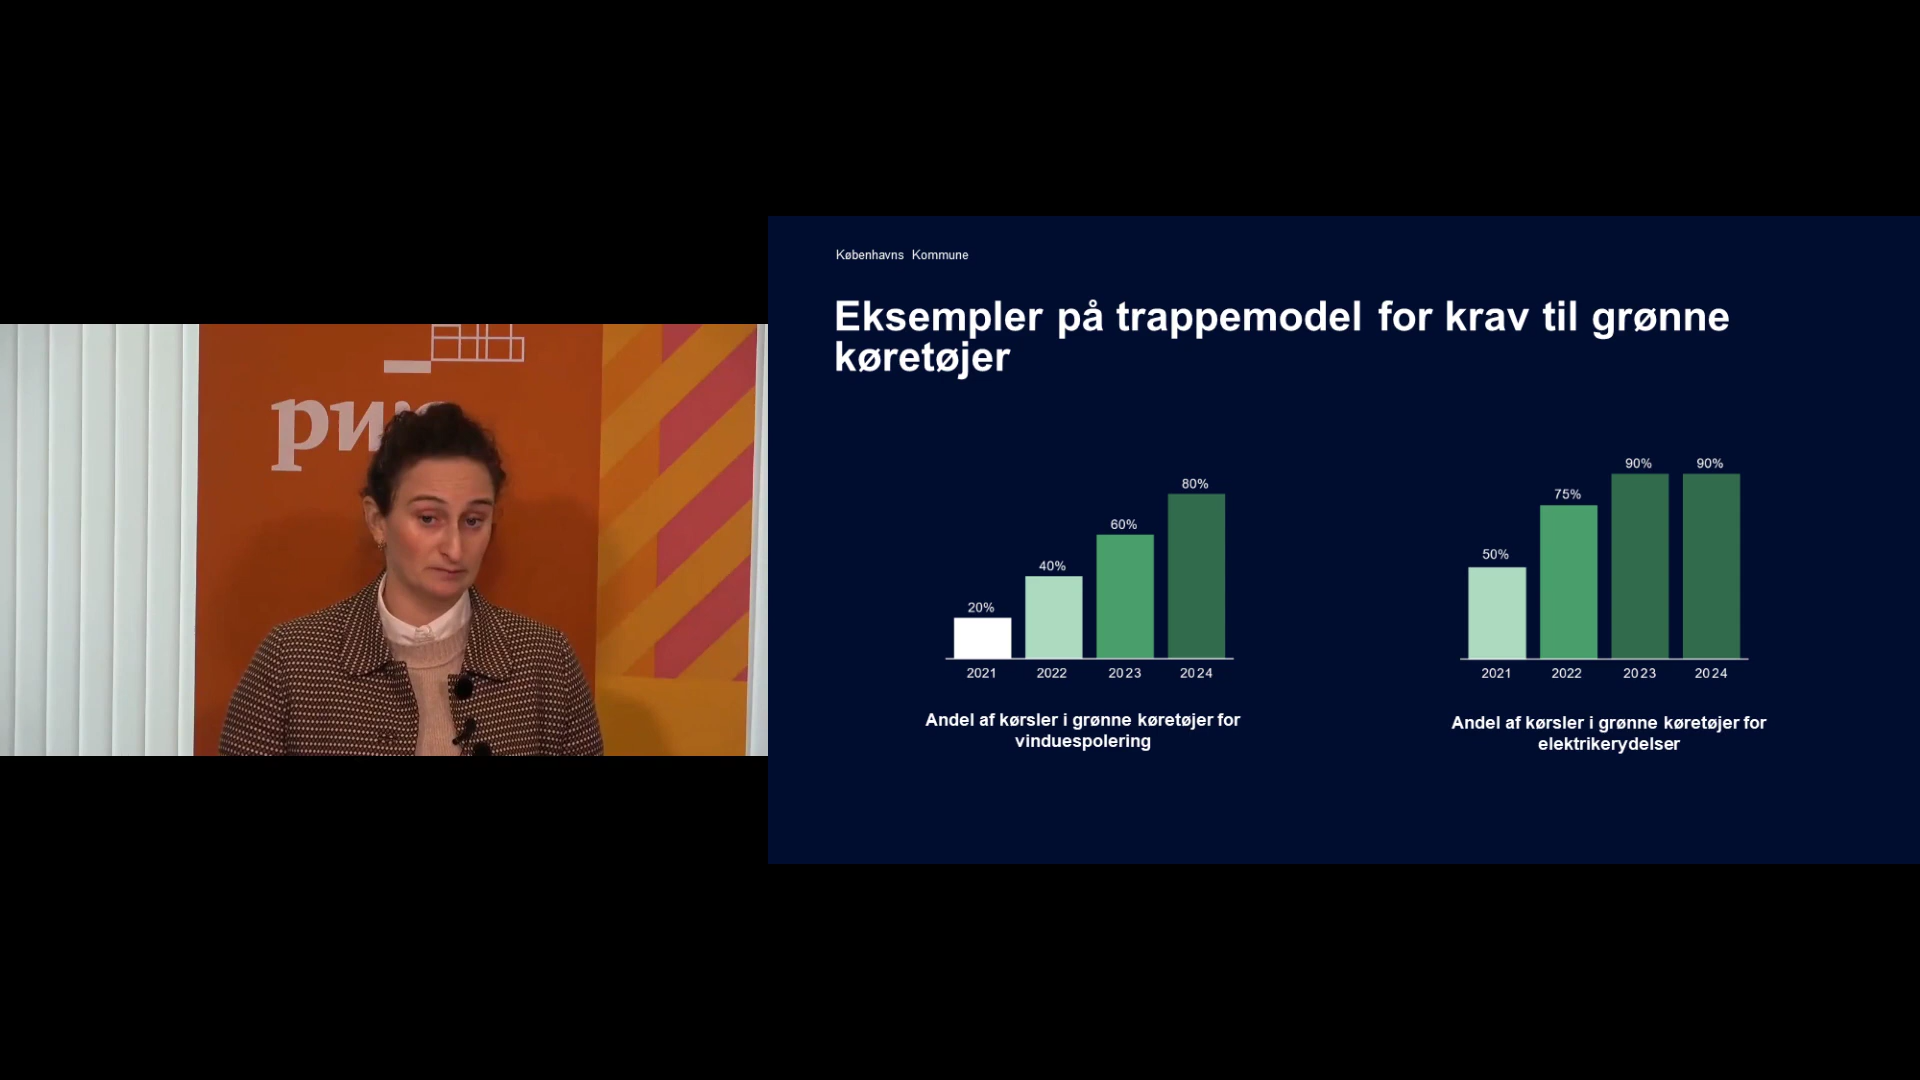 Københavns Kommune
Eksempler på trappemodel for krav til grønne
køretøjer
20%
40%
60%
80%
2021
2022
2023
2024
Andel af kørsler i grønne køretøjer for
vinduespolering
50%
75%
90%
90%
2021
2022
2023
2024
Andel af kørsler i grønne køretøjer for
elektrikerydelser